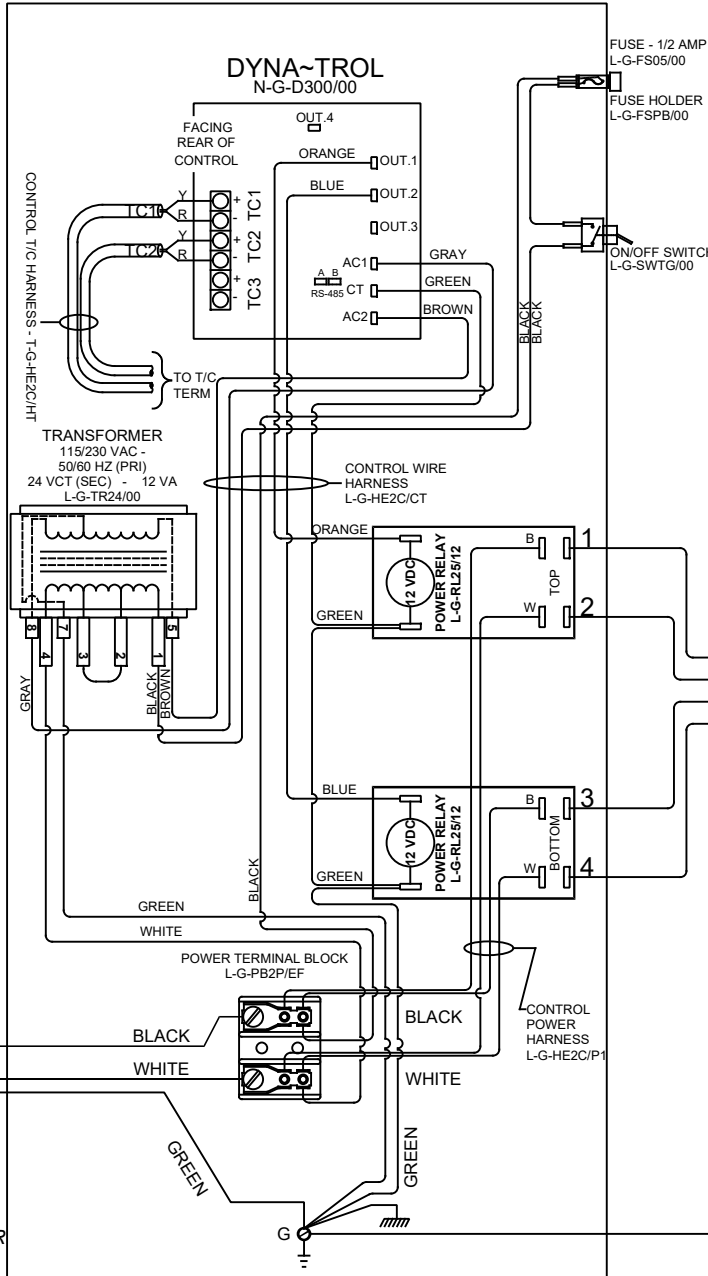 FUSE - 1/2 AMP
L-G-FS05/00
FUSE HOLDER
L-G-FSPB/00
DYNA~TROL
N-G-D300/00
OUT.4
FACING
REAR OF
CONTROL
ORANGE
OUT.1
BLUE
OUT.2
OUT.3
CONTROL T/C HARNESS - T-G-HE2C/HT
TC1
Y
R
+
-
TC1
TC2
Y
R
+
-
TC2
+
-
TC3
AC1
GRAY
A B
RS-485
CT
GREEN
AC2
BROWN
ON/OFF SWITCH
L-G-SWTG/00
BLACK
BLACK
TO T/C
TERM
TRANSFORMER
115/230 VAC -
50/60 HZ (PRI)
24 VCT (SEC) - 12 VA
L-G-TR24/00
CONTROL WIRE
HARNESS
L-G-HE2C/CT
ORANGE
12 VDC
POWER RELAY
L-G-RL25/12
B
1
TOP
W
2
GREEN
8
4
7
3
2
1
5
GRAY
BLACK
BROWN
BLUE
12 VDC
POWER RELAY
L-G-RL25/12
B
3
BOTTOM
W
4
GREEN
BLACK
GREEN
WHITE
POWER TERMINAL BLOCK
L-G-PB2P/EF
BLACK
BLACK
CONTROL
POWER
HARNESS
L-G-HE2C/P1
WHITE
WHITE
GREEN
GREEN
G
R